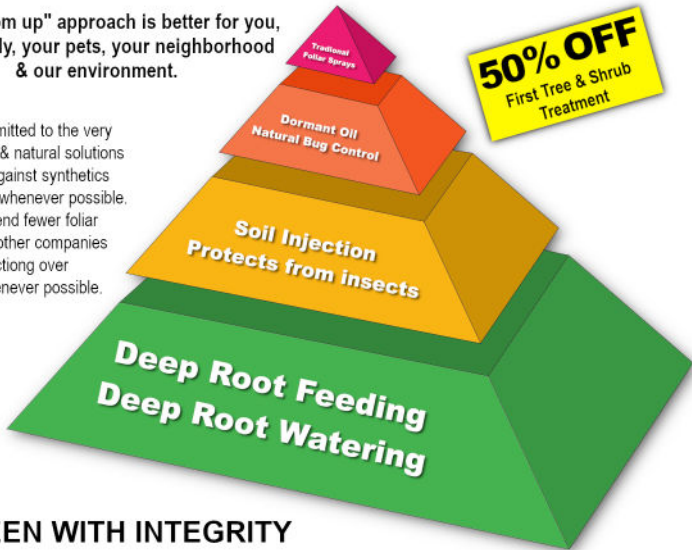 om up" approach is better for you,
ly, your pets, your neighborhood
& our environment.
mitted to the very
& natural solutions
gainst synthetics
whenever possible.
end fewer foliar
other companies
ctiong over
enever possible.
50% OFF
First Tree & Shrub
Treatment
Tradional
Foliar Sprays
Dormant Oil
Natural Bug Control
Soil Injection
Protects from insects
Deep Root Feeding
Deep Root Watering
EEN WITH INTEGRITY